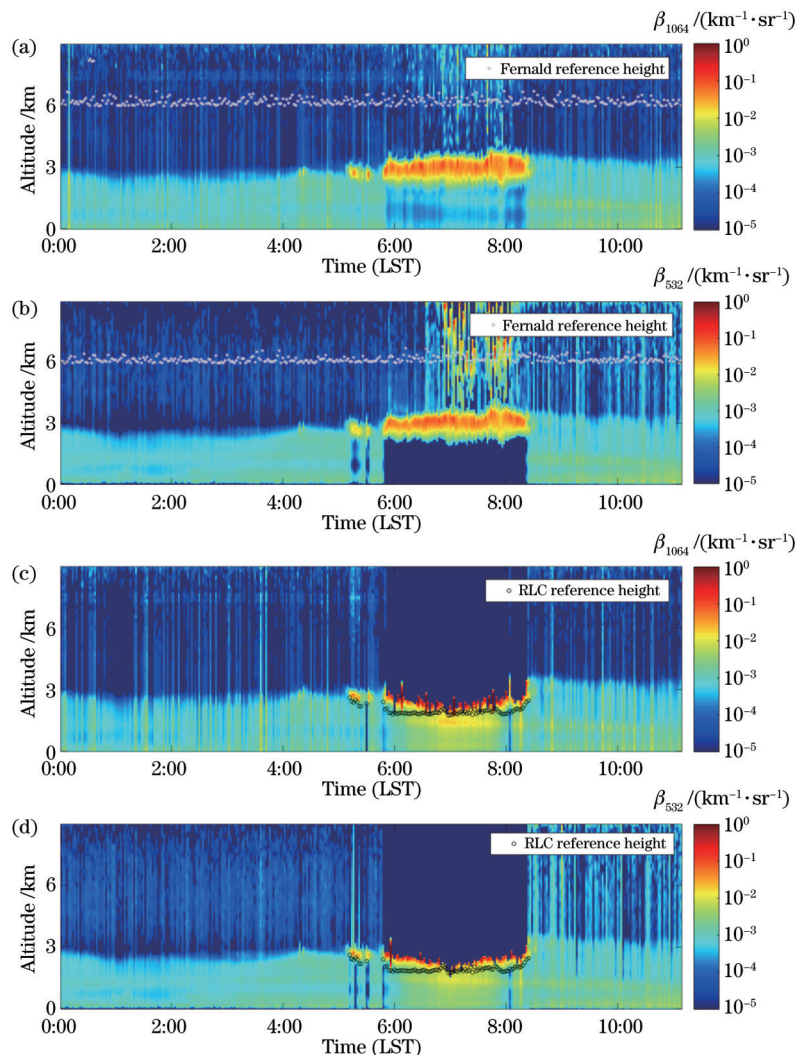 β₁₀₆₄/(km⁻¹·sr⁻¹)
(a)
Fernald reference height
Altitude /km
6
3
0
10⁰
10⁻¹
10⁻²
10⁻³
10⁻⁴
10⁻⁵
0:00 2:00 4:00 6:00 8:00 10:00
Time (LST)
β₅₃₂/(km⁻¹·sr⁻¹)
(b)
Fernald reference height
Altitude /km
6
3
0
10⁰
10⁻¹
10⁻²
10⁻³
10⁻⁴
10⁻⁵
0:00 2:00 4:00 6:00 8:00 10:00
Time (LST)
β₁₀₆₄/(km⁻¹·sr⁻¹)
(c)
RLC reference height
Altitude /km
6
3
0
10⁰
10⁻¹
10⁻²
10⁻³
10⁻⁴
10⁻⁵
0:00 2:00 4:00 6:00 8:00 10:00
Time (LST)
β₅₃₂/(km⁻¹·sr⁻¹)
(d)
RLC reference height
Altitude /km
6
3
0
10⁰
10⁻¹
10⁻²
10⁻³
10⁻⁴
10⁻⁵
0:00 2:00 4:00 6:00 8:00 10:00
Time (LST)